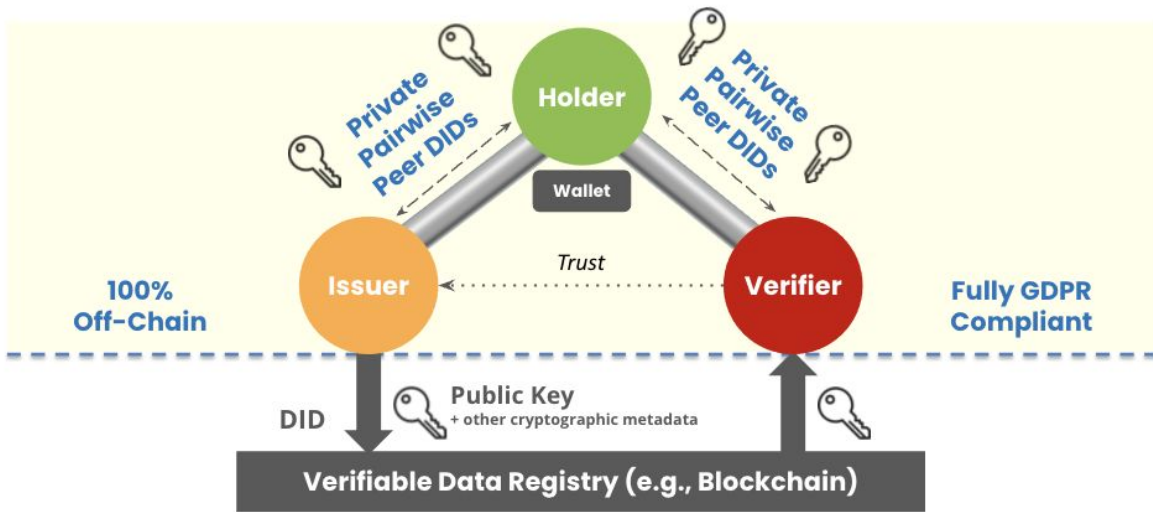 Private
Pairwise
Peer DIDs
Holder
Private
Pairwise
Peer DIDs
Wallet
Issuer
Trust
Verifier
100%
Off-Chain
Fully GDPR
Compliant
DID
Public Key
+ other cryptographic metadata
Verifiable Data Registry (e.g., Blockchain)